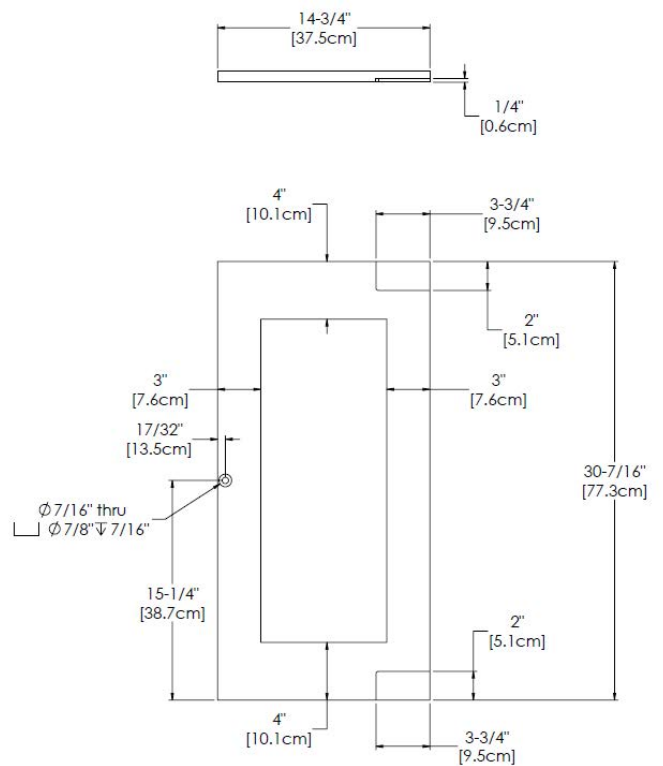 14-3/4"
[37.5cm]
1/4"
[0.6cm]
4"
[10.1cm]
3-3/4"
[9.5cm]
2"
[5.1cm]
3"
[7.6cm]
3"
[7.6cm]
17/32"
[13.5cm]
30-7/16"
[77.3cm]
Ø 7/16" thru
⌴ Ø 7/8" ↧ 7/16"
15-1/4"
[38.7cm]
2"
[5.1cm]
4"
[10.1cm]
3-3/4"
[9.5cm]